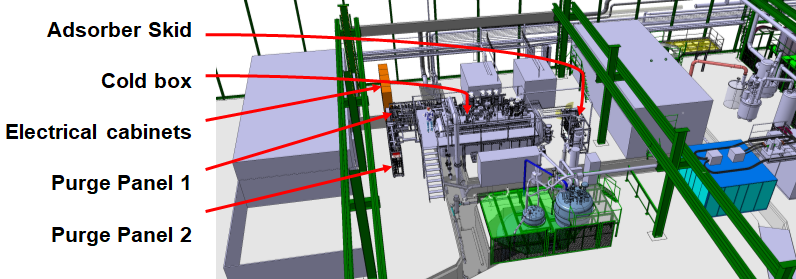 Adsorber Skid
Cold box
Electrical cabinets
Purge Panel 1
Purge Panel 2